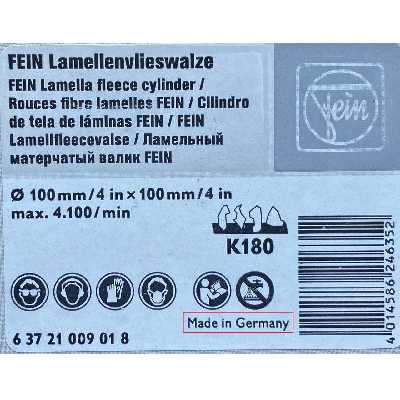 FEIN Lamellenvlieswalze
FEIN Lamella fleece cylinder /
Rouces fibre lamelles FEIN / Cilindro
de tela de láminas FEIN / FEIN
Lamellfleecevalse / Ламельный
матерчатый валик FEIN
Fein
Ø 100 mm / 4 in × 100 mm / 4 in
max. 4.100 / min
K180
Made in Germany
6 37 21 009 01 8
4 014586 246352